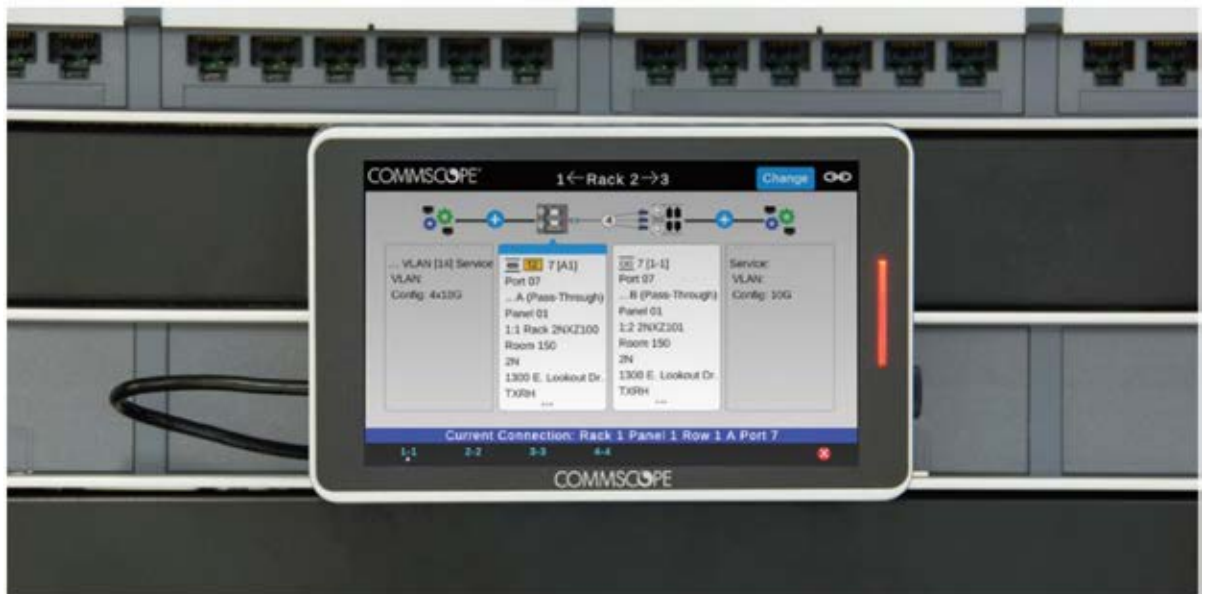 COMMSCOPE
1←Rack 2→3
Change
4
... VLAN [14] Service
VLAN:
Config: 4x10G
12 7 [A1]
Port 07
...A (Pass-Through)
Panel 01
1:1 Rack 2NXZ100
Room 150
2N
1300 E. Lookout Dr.
TXRH
...
7 [1-1]
Port 07
...B (Pass-Through)
Panel 01
1:2 2NXZ101
Room 150
2N
1300 E. Lookout Dr.
TXRH
...
Service:
VLAN:
Config: 10G
Current Connection: Rack 1 Panel 1 Row 1 A Port 7
1-1 2-2 3-3 4-4
COMMSCOPE